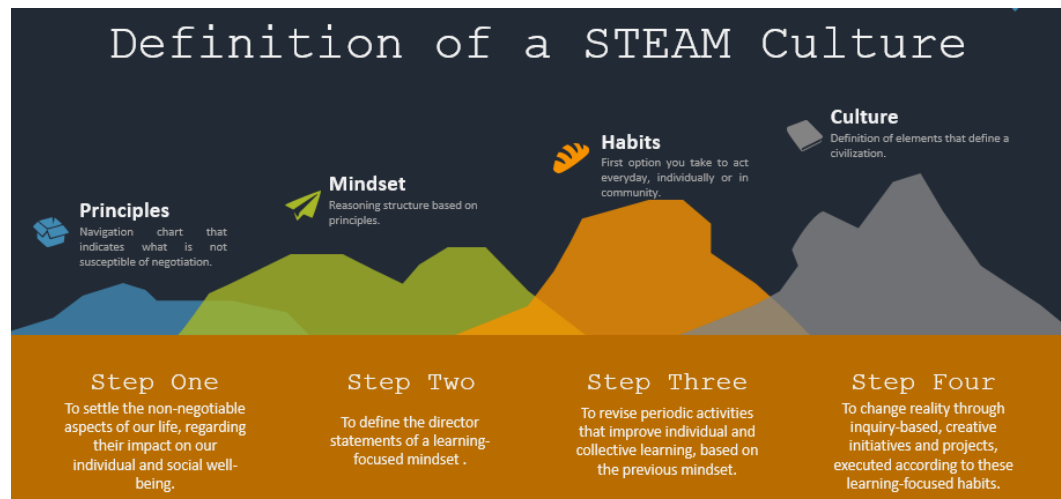 Definition of a STEAM Culture
Principles
Navigation chart that
indicates what is not
susceptible of negotiation.
Mindset
Reasoning structure based on
principles.
Habits
First option you take to act
everyday, individually or in
community.
Culture
Definition of elements that define a
civilization.
Step One
To settle the non-negotiable
aspects of our life, regarding
their impact on our
individual and social well-
being.
Step Two
To define the director
statements of a learning-
focused mindset .
Step Three
To revise periodic activities
that improve individual and
collective learning, based on
the previous mindset.
Step Four
To change reality through
inquiry-based, creative
initiatives and projects,
executed according to these
learning-focused habits.